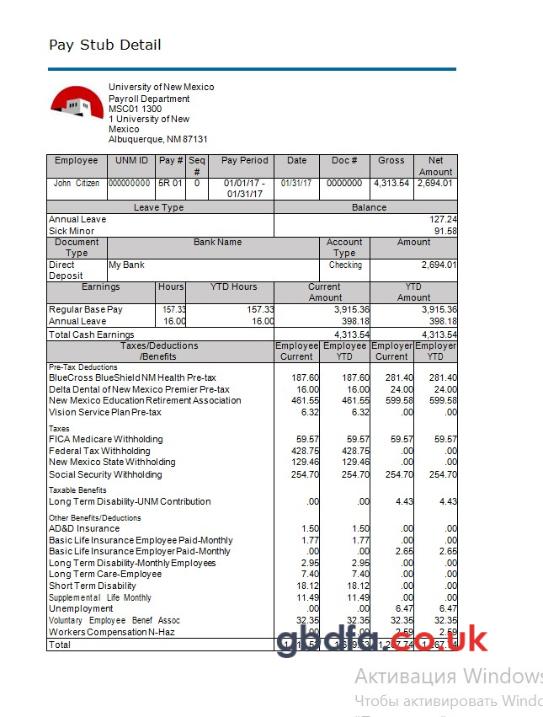 Pay Stub Detail
University of New Mexico
Payroll Department
MSC01 1300
1 University of New
Mexico
Albuquerque, NM 87131
Employee UNM ID Pay # Seq # Pay Period Date Doc # Gross Net Amount
John Citizen 000000000 5R 01 0 01/01/17 - 01/31/17 01/31/17 0000000 4,313.54 2,694.01
Leave Type Balance
Annual Leave 127.24
Sick Minor 91.58
Document Type Bank Name Account Type Amount
Direct Deposit My Bank Checking 2,694.01
Earnings Hours YTD Hours Current Amount YTD Amount
Regular Base Pay 157.33 157.33 3,915.36 3,915.36
Annual Leave 16.00 16.00 398.18 398.18
Total Cash Earnings 4,313.54 4,313.54
Taxes/Deductions /Benefits Employee Current Employee YTD Employer Current Employer YTD
Pre-Tax Deductions
BlueCross BlueShield NM Health Pre-tax 187.60 187.60 281.40 281.40
Delta Dental of New Mexico Premier Pre-tax 16.00 16.00 24.00 24.00
New Mexico Education Retirement Association 461.55 461.55 599.58 599.58
Vision Service Plan Pre-tax 6.32 6.32 .00 .00
Taxes
FICA Medicare Withholding 59.57 59.57 59.57 59.57
Federal Tax Withholding 428.75 428.75 .00 .00
New Mexico State Withholding 129.46 129.46 .00 .00
Social Security Withholding 254.70 254.70 254.70 254.70
Taxable Benefits
Long Term Disability-UNM Contribution .00 .00 4.43 4.43
Other Benefits/Deductions
AD&D Insurance 1.50 1.50 .00 .00
Basic Life Insurance Employee Paid-Monthly 1.77 1.77 .00 .00
Basic Life Insurance Employer Paid-Monthly .00 .00 2.65 2.65
Long Term Disability-Monthly Employees 2.95 2.95 .00 .00
Long Term Care-Employee 7.40 7.40 .00 .00
Short Term Disability 18.12 18.12 .00 .00
Supplemental Life Monthly 11.49 11.49 .00 .00
Unemployment .00 .00 6.47 6.47
Voluntary Employee Benef Assoc 32.35 32.35 32.35 32.35
Workers Compensation N-Haz .00 2.59 2.59
Total
ghdfa.co.uk
Активация Windows
Чтобы активировать Windo